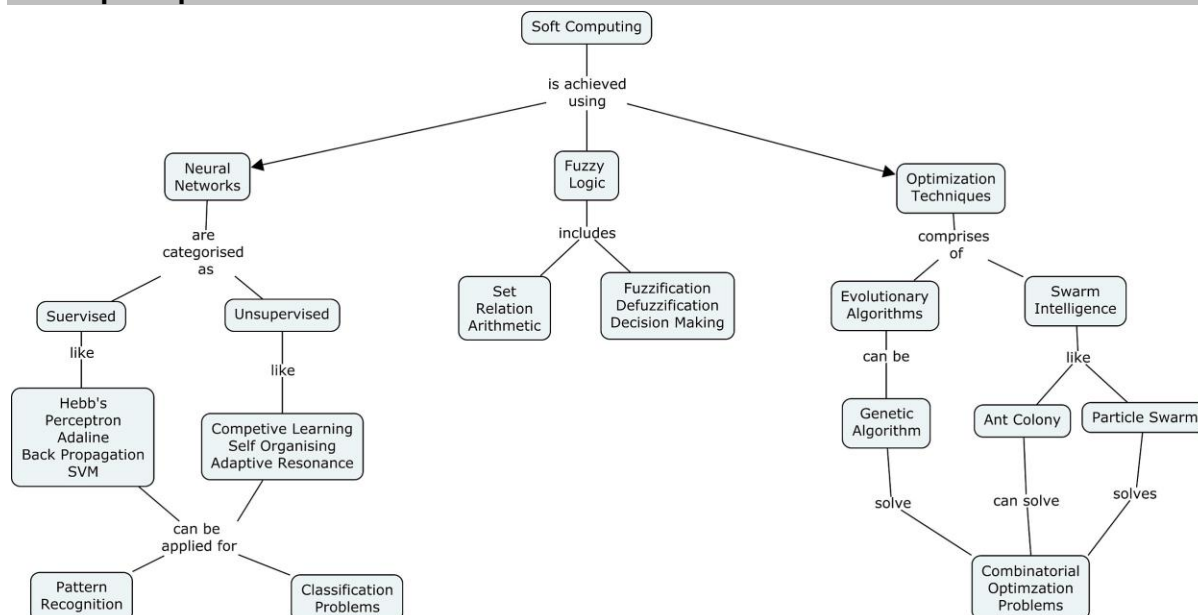 Soft Computing
is achieved
using
Neural
Networks
Fuzzy
Logic
Optimization
Techniques
are
categorised
as
includes
comprises
of
Suervised
Unsupervised
Set
Relation
Arithmetic
Fuzzification
Defuzzification
Decision Making
Evolutionary
Algorithms
Swarm
Intelligence
like
like
can be
like
Hebb's
Perceptron
Adaline
Back Propagation
SVM
Competive Learning
Self Organising
Adaptive Resonance
Genetic
Algorithm
Ant Colony
Particle Swarm
can be
applied for
solve
can solve
solves
Pattern
Recognition
Classification
Problems
Combinatorial
Optimzation
Problems